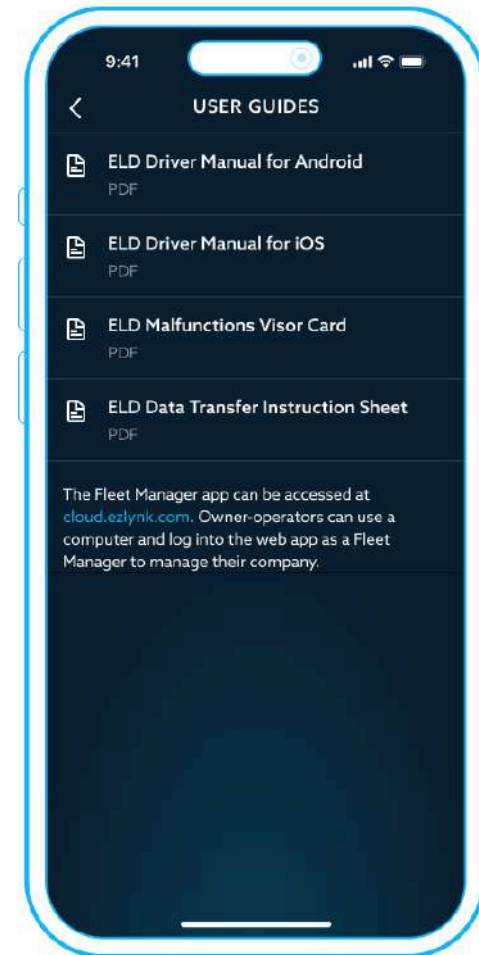 9:41
USER GUIDES
ELD Driver Manual for Android
PDF
ELD Driver Manual for iOS
PDF
ELD Malfunctions Visor Card
PDF
ELD Data Transfer Instruction Sheet
PDF
The Fleet Manager app can be accessed at
cloud.ezlynk.com. Owner-operators can use a
computer and log into the web app as a Fleet
Manager to manage their company.